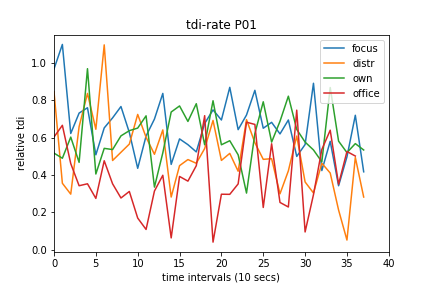 tdi-rate P01
focus
distr
own
office
relative tdi
1.0
0.8
0.6
0.4
0.2
0.0
0 5 10 15 20 25 30 35 40
time intervals (10 secs)